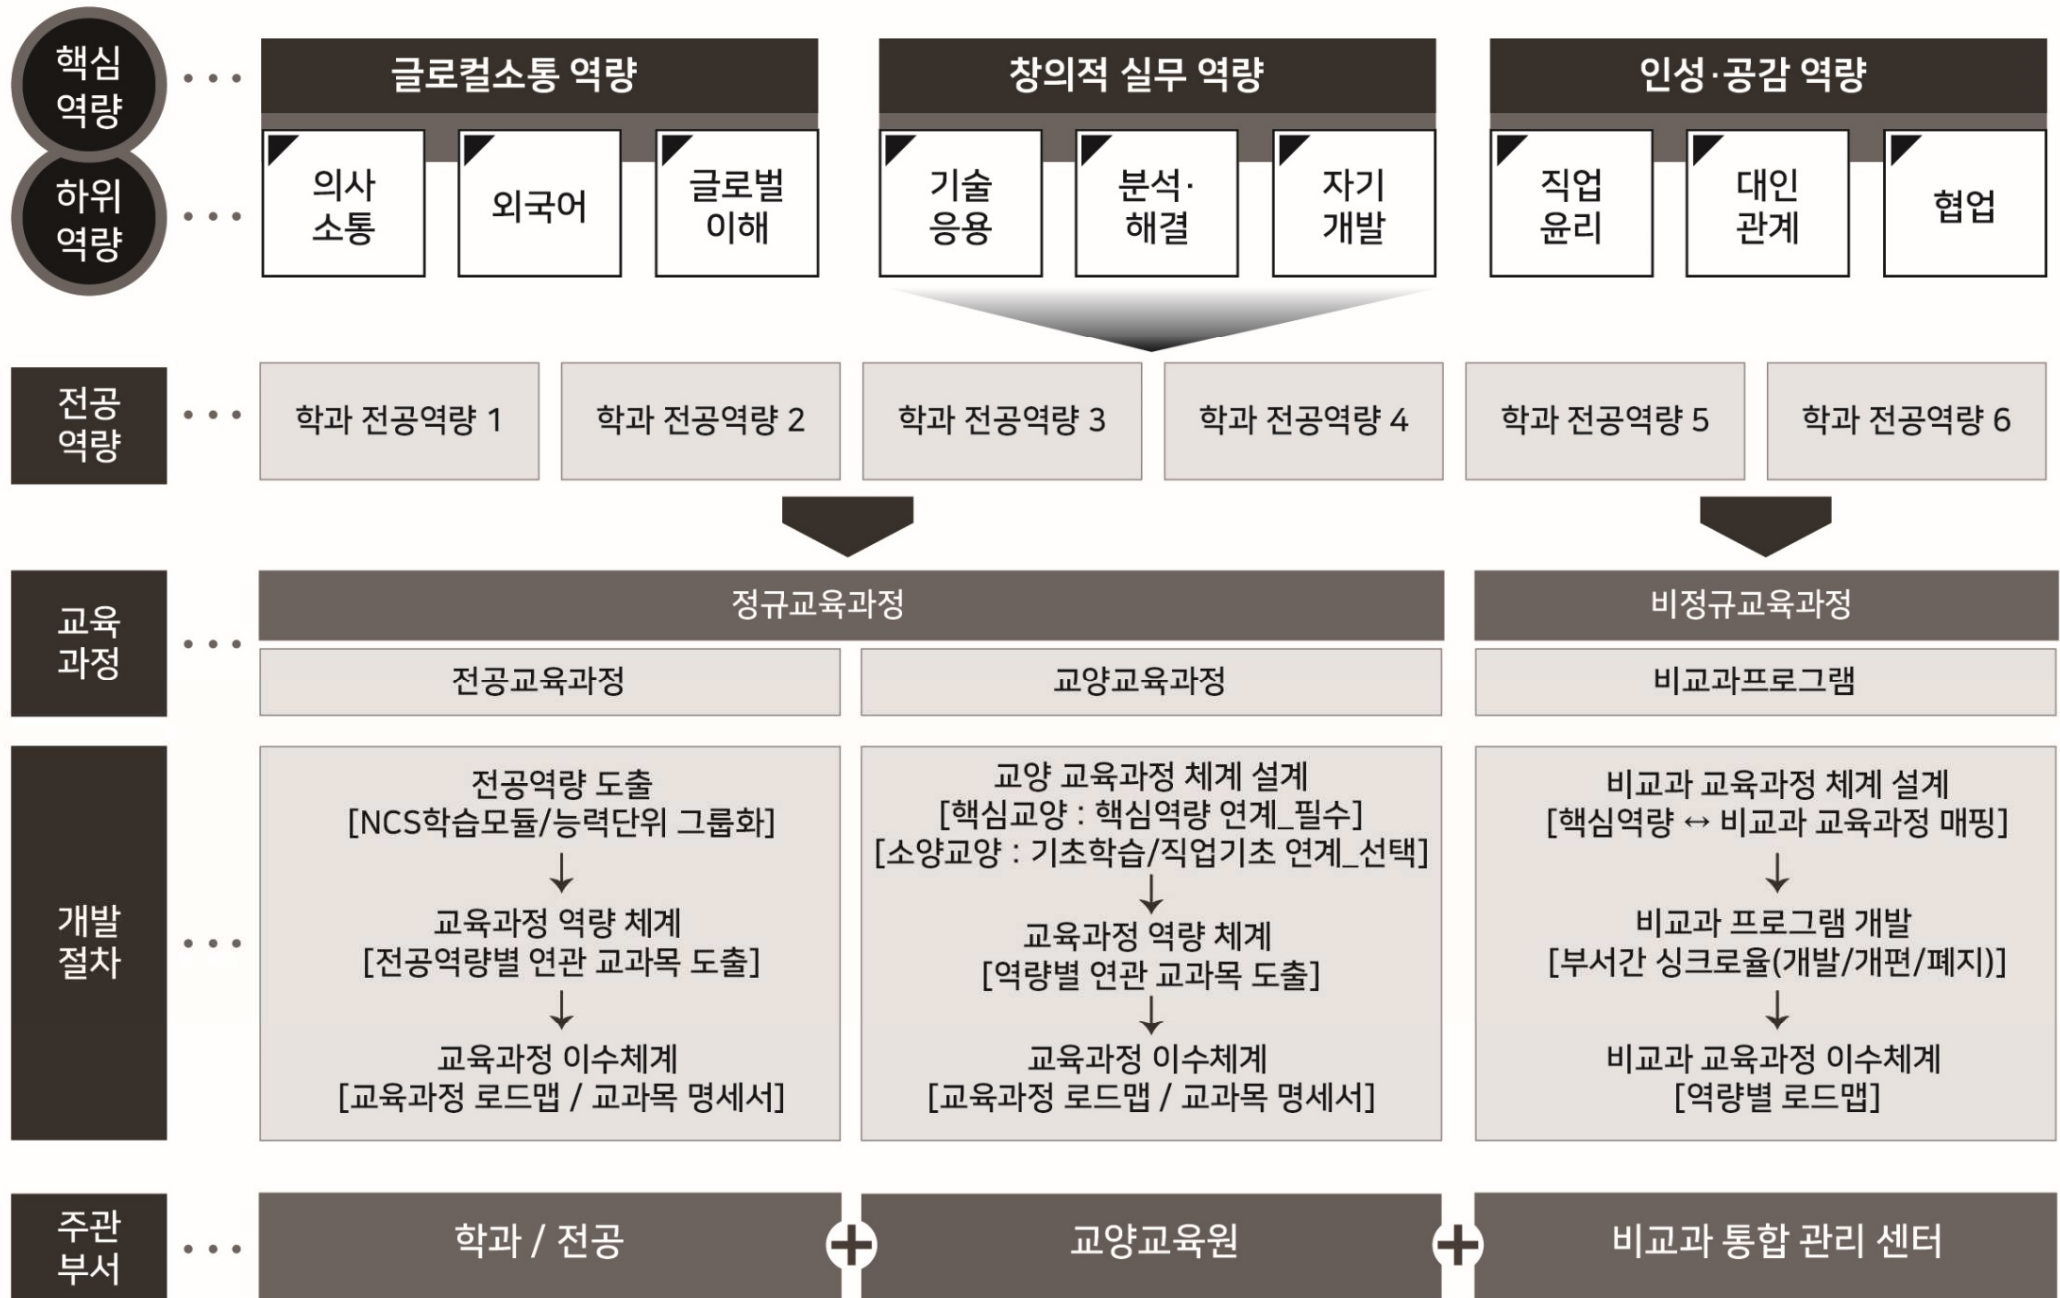 핵심
역량
글로컬소통 역량
창의적 실무 역량
인성·공감 역량
하위
역량
의사
소통
외국어
글로벌
이해
기술
응용
분석·
해결
자기
개발
직업
윤리
대인
관계
협업
전공
역량
학과 전공역량 1
학과 전공역량 2
학과 전공역량 3
학과 전공역량 4
학과 전공역량 5
학과 전공역량 6
교육
과정
정규교육과정
비정규교육과정
전공교육과정
교양교육과정
비교과프로그램
개발
절차
전공역량 도출
[NCS학습모듈/능력단위 그룹화]
↓
교육과정 역량 체계
[전공역량별 연관 교과목 도출]
↓
교육과정 이수체계
[교육과정 로드맵 / 교과목 명세서]
교양 교육과정 체계 설계
[핵심교양 : 핵심역량 연계_필수]
[소양교양 : 기초학습/직업기초 연계_선택]
↓
교육과정 역량 체계
[역량별 연관 교과목 도출]
↓
교육과정 이수체계
[교육과정 로드맵 / 교과목 명세서]
비교과 교육과정 체계 설계
[핵심역량 ↔ 비교과 교육과정 매핑]
↓
비교과 프로그램 개발
[부서간 싱크로율(개발/개편/폐지)]
↓
비교과 교육과정 이수체계
[역량별 로드맵]
주관
부서
학과 / 전공
+
교양교육원
+
비교과 통합 관리 센터